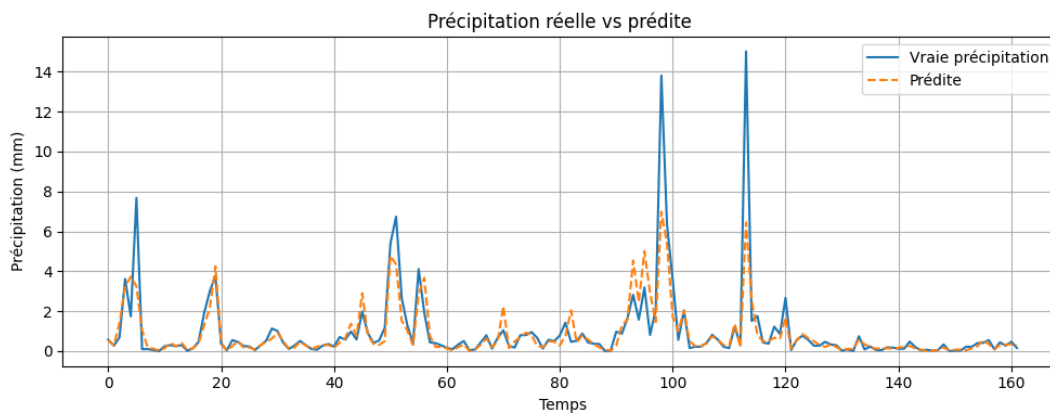 Précipitation réelle vs prédite
Vraie précipitation
Prédite
Précipitation (mm)
14
12
10
8
6
4
2
0
0 20 40 60 80 100 120 140 160
Temps